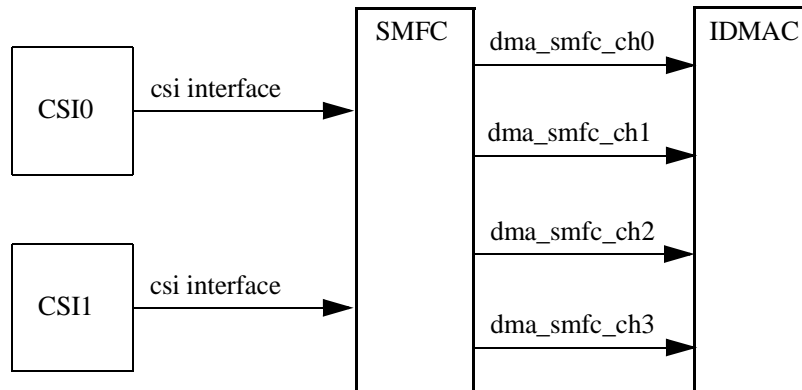 SMFC
IDMAC
dma_smfc_ch0
csi interface
CSI0
dma_smfc_ch1
dma_smfc_ch2
csi interface
CSI1
dma_smfc_ch3